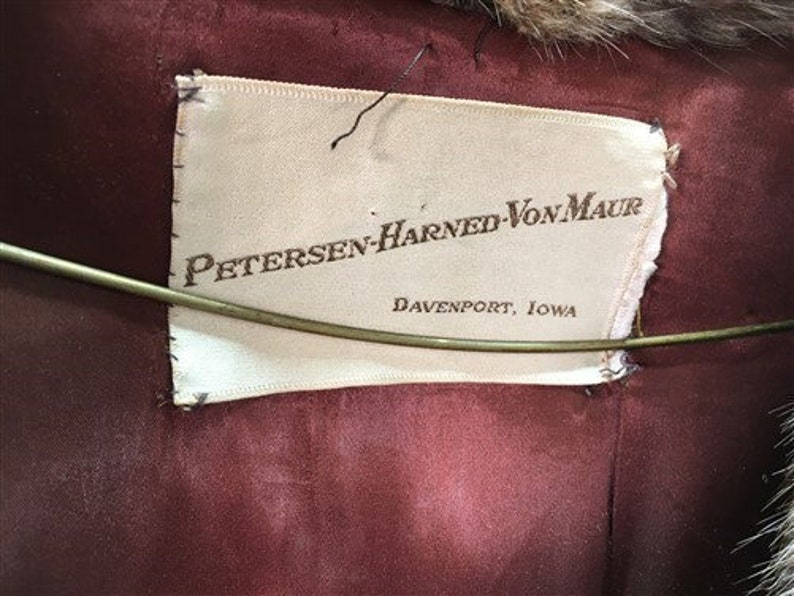 Petersen-Harned-Von Maur
Davenport, Iowa